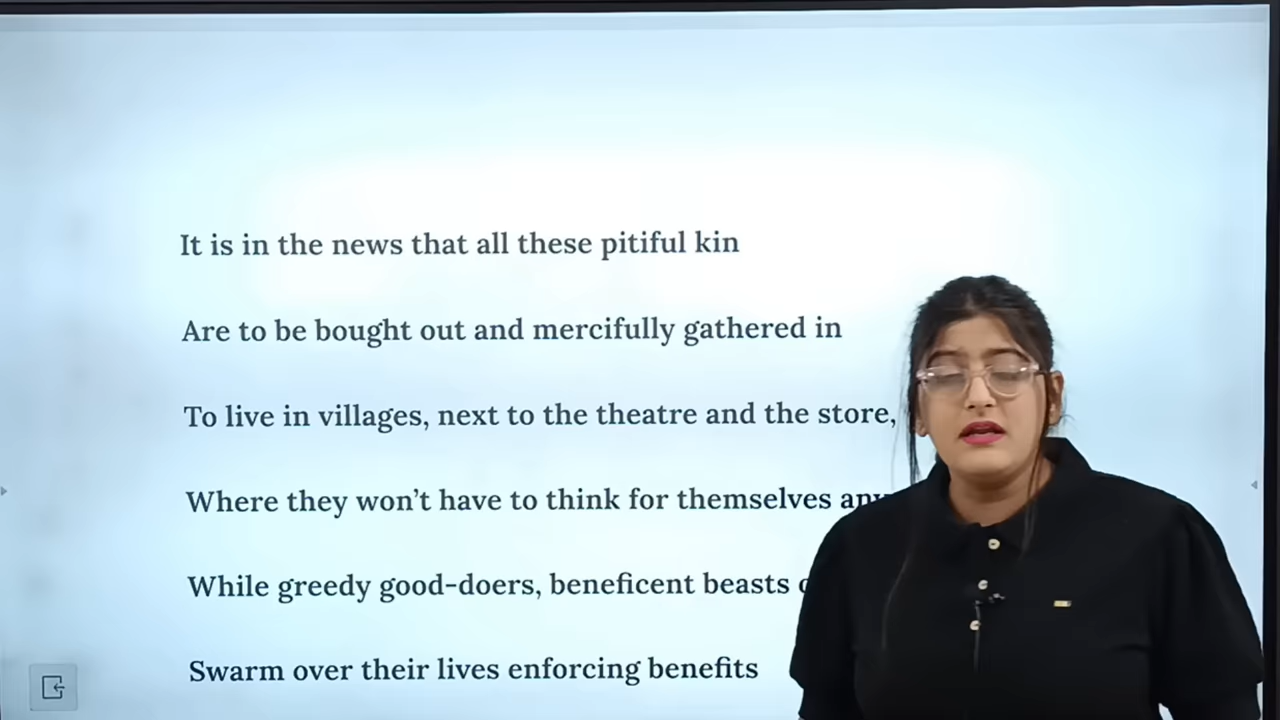 It is in the news that all these pitiful kin
Are to be bought out and mercifully gathered in
To live in villages, next to the theatre and the store,
Where they won’t have to think for themselves
While greedy good-doers, beneficent beasts
Swarm over their lives enforcing benefits